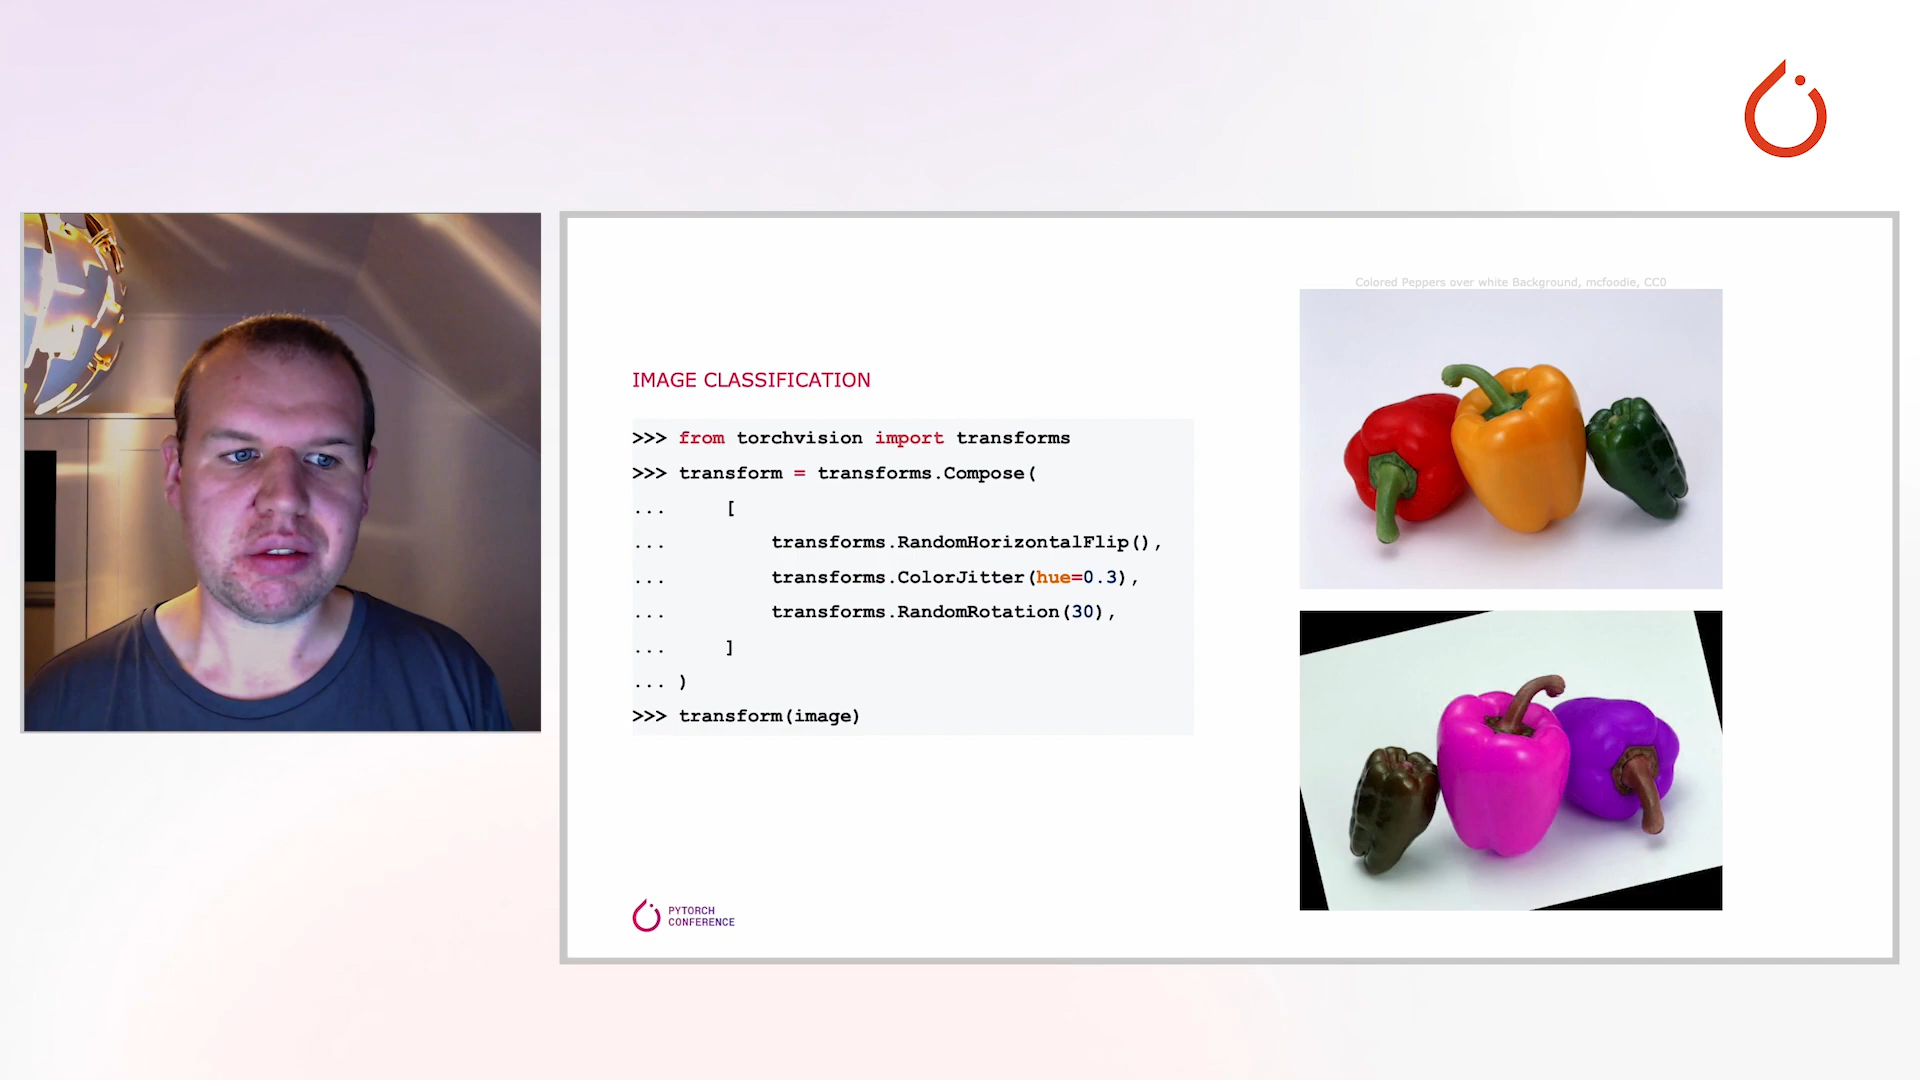 Colored Peppers over white Background, mcfoodie, CC0
IMAGE CLASSIFICATION
>>> from torchvision import transforms
>>> transform = transforms.Compose(
...     [
...         transforms.RandomHorizontalFlip(),
...         transforms.ColorJitter(hue=0.3),
...         transforms.RandomRotation(30),
...     ]
... )
>>> transform(image)
PYTORCH
CONFERENCE